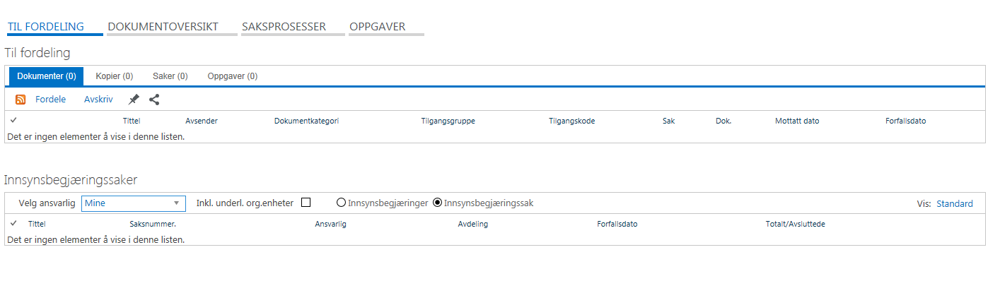 TIL FORDELING DOKUMENTOVERSIKT SAKSPROSESSER OPPGAVER
Til fordeling
Dokumenter (0) Kopier (0) Saker (0) Oppgaver (0)
Fordele Avskriv
Tittel Avsender Dokumentkategori Tilgangsgruppe Tilgangskode Sak Dok. Mottatt dato Forfallsdato
Det er ingen elementer å vise i denne listen.
Innsynsbegjæringssaker
Velg ansvarlig Mine Inkl. underl. org.enheter Innsynsbegjæringer Innsynsbegjæringssak Vis: Standard
Tittel Saksnummer. Ansvarlig Avdeling Forfallsdato Totalt/Avsluttede
Det er ingen elementer å vise i denne listen.